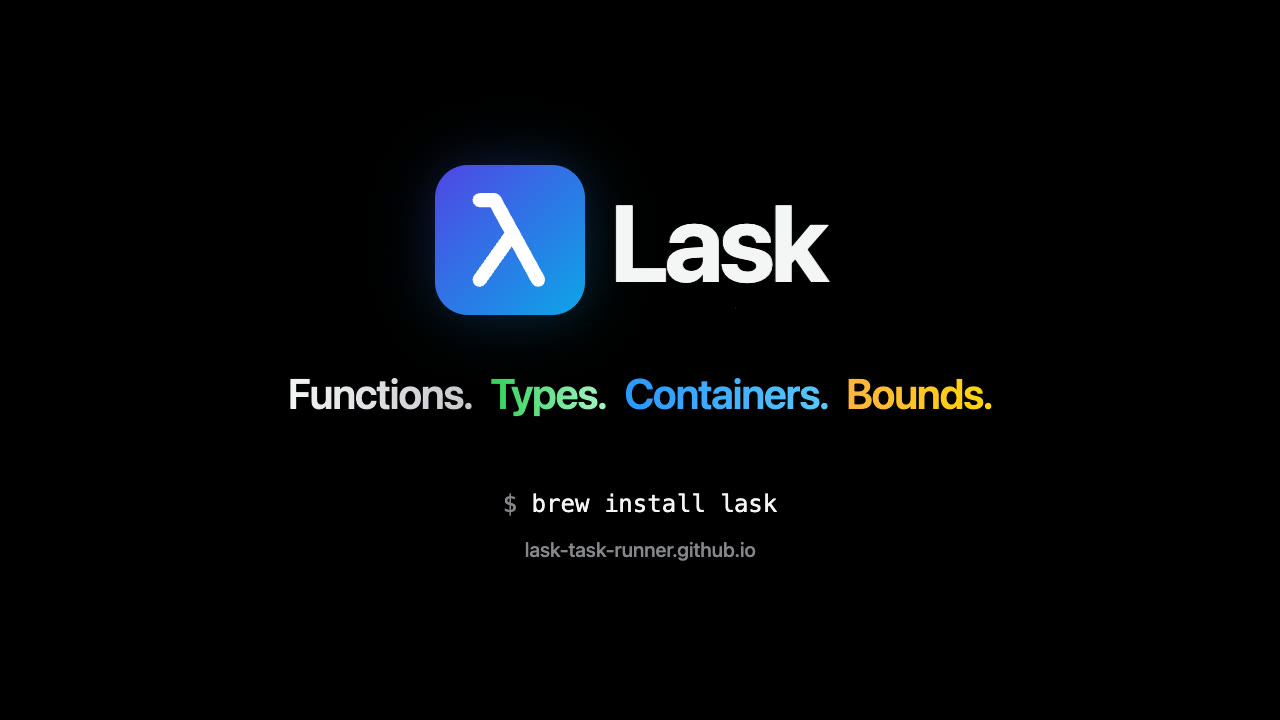 λ Lask
Functions. Types. Containers. Bounds.
$ brew install lask
lask-task-runner.github.io